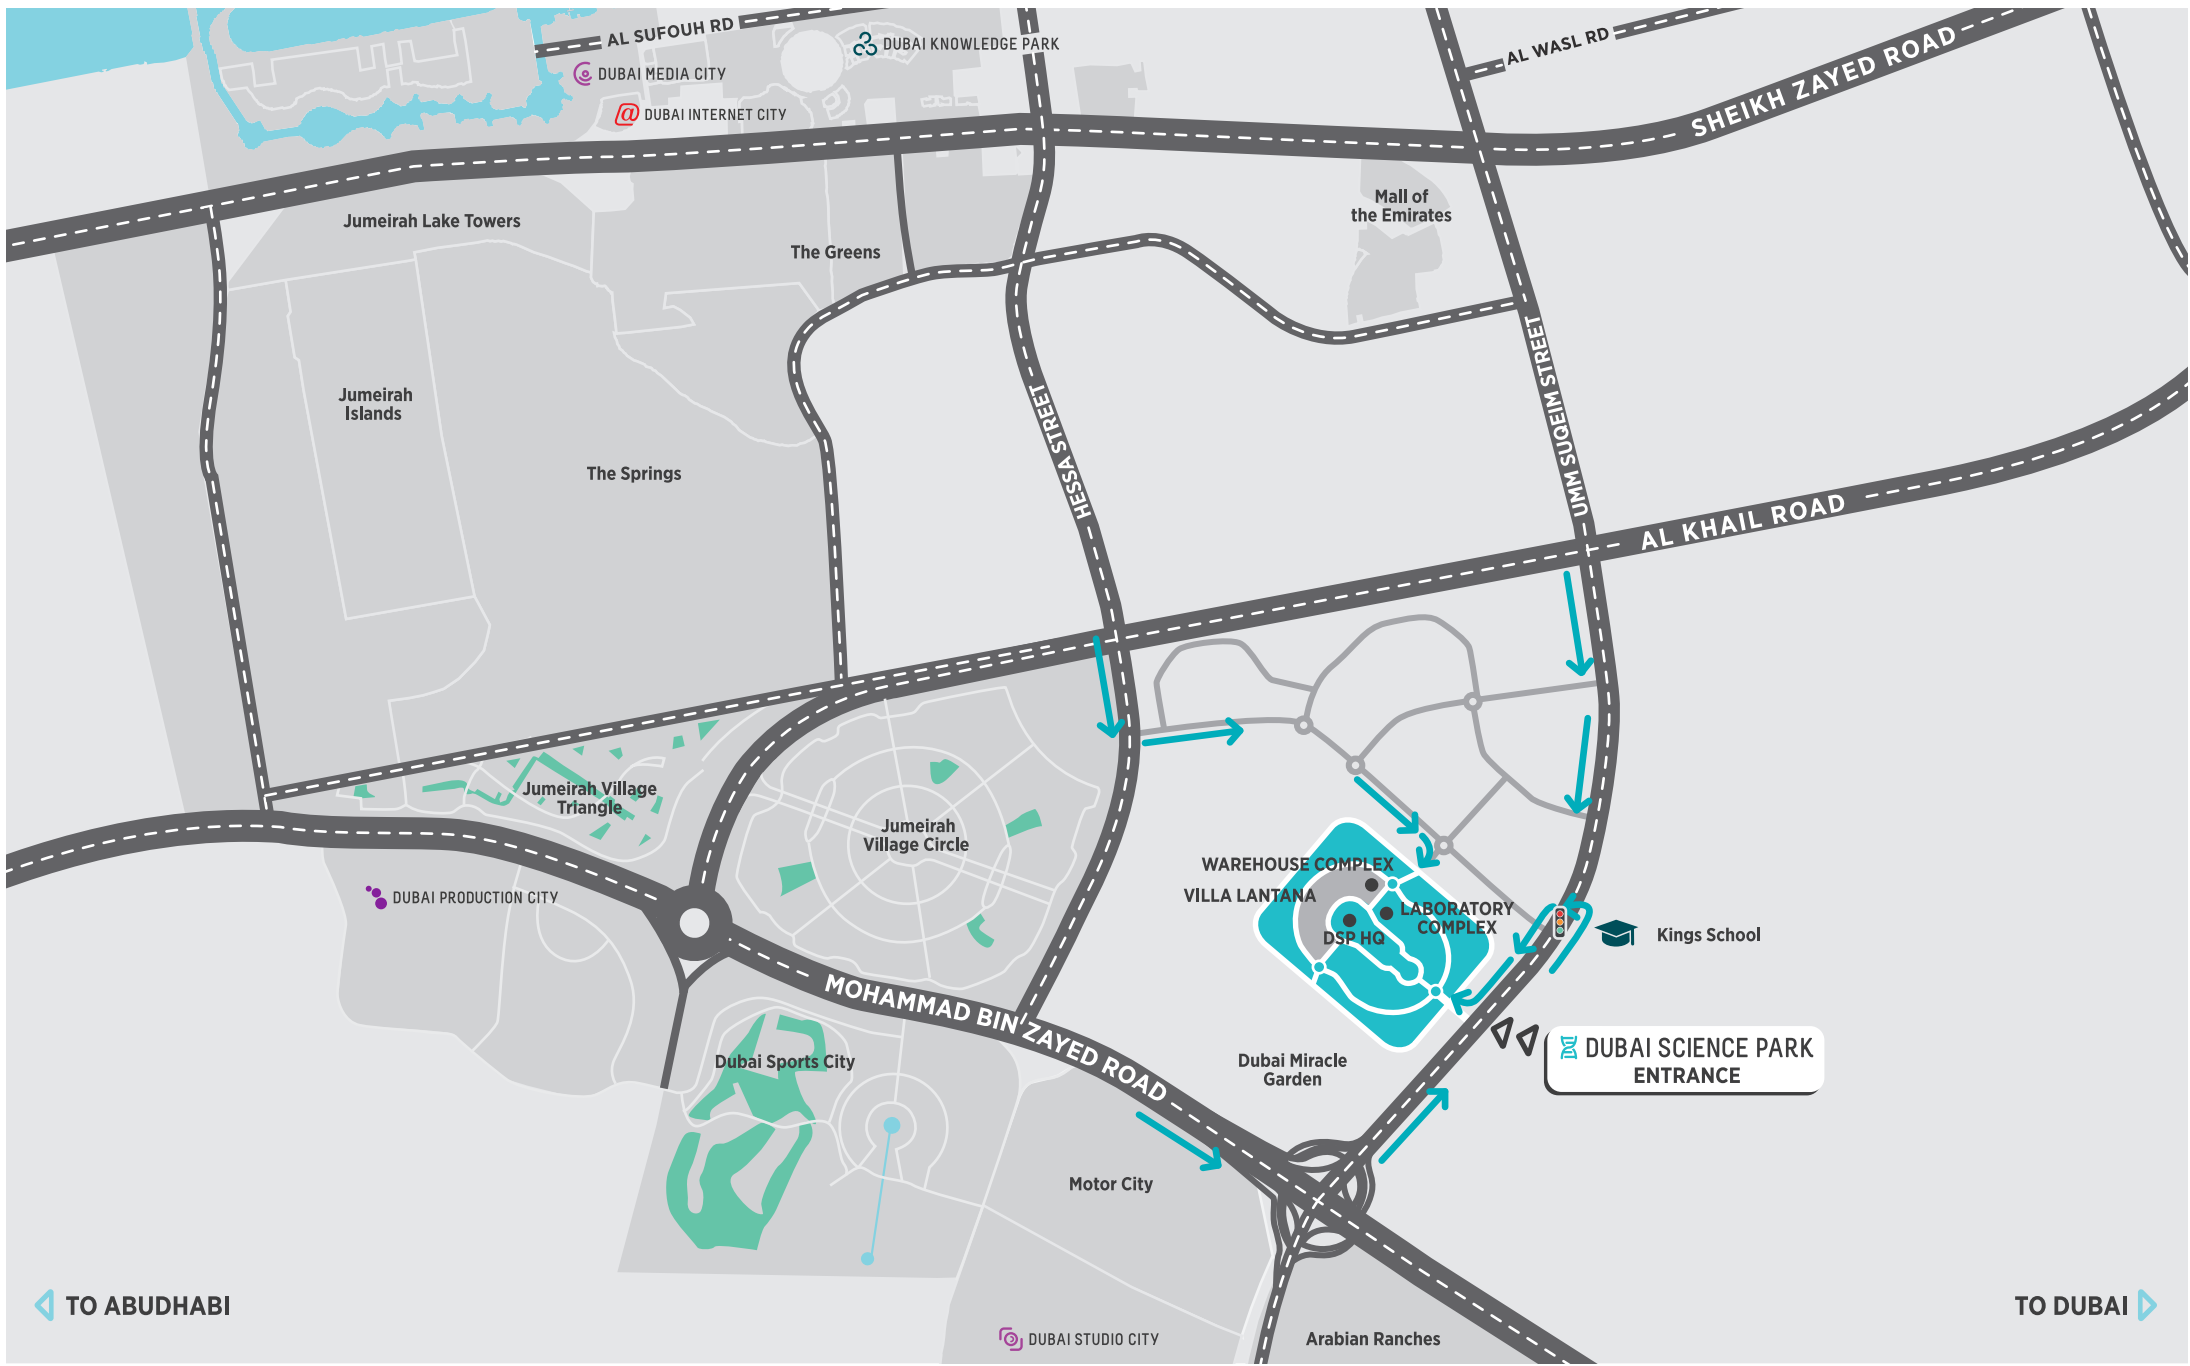 AL SUFOUH RD
DUBAI KNOWLEDGE PARK
AL WASL RD
SHEIKH ZAYED ROAD
DUBAI MEDIA CITY
@ DUBAI INTERNET CITY
Mall of
the Emirates
Jumeirah Lake Towers
The Greens
Jumeirah
Islands
The Springs
HESSA STREET
UMM SUQEIM STREET
AL KHAIL ROAD
Jumeirah Village
Triangle
Jumeirah
Village Circle
WAREHOUSE COMPLEX
VILLA LANTANA
LABORATORY
COMPLEX
DSP HQ
Kings School
DUBAI PRODUCTION CITY
MOHAMMAD BIN ZAYED ROAD
DUBAI SCIENCE PARK
ENTRANCE
Dubai Sports City
Dubai Miracle
Garden
Motor City
TO ABUDHABI
TO DUBAI
DUBAI STUDIO CITY
Arabian Ranches